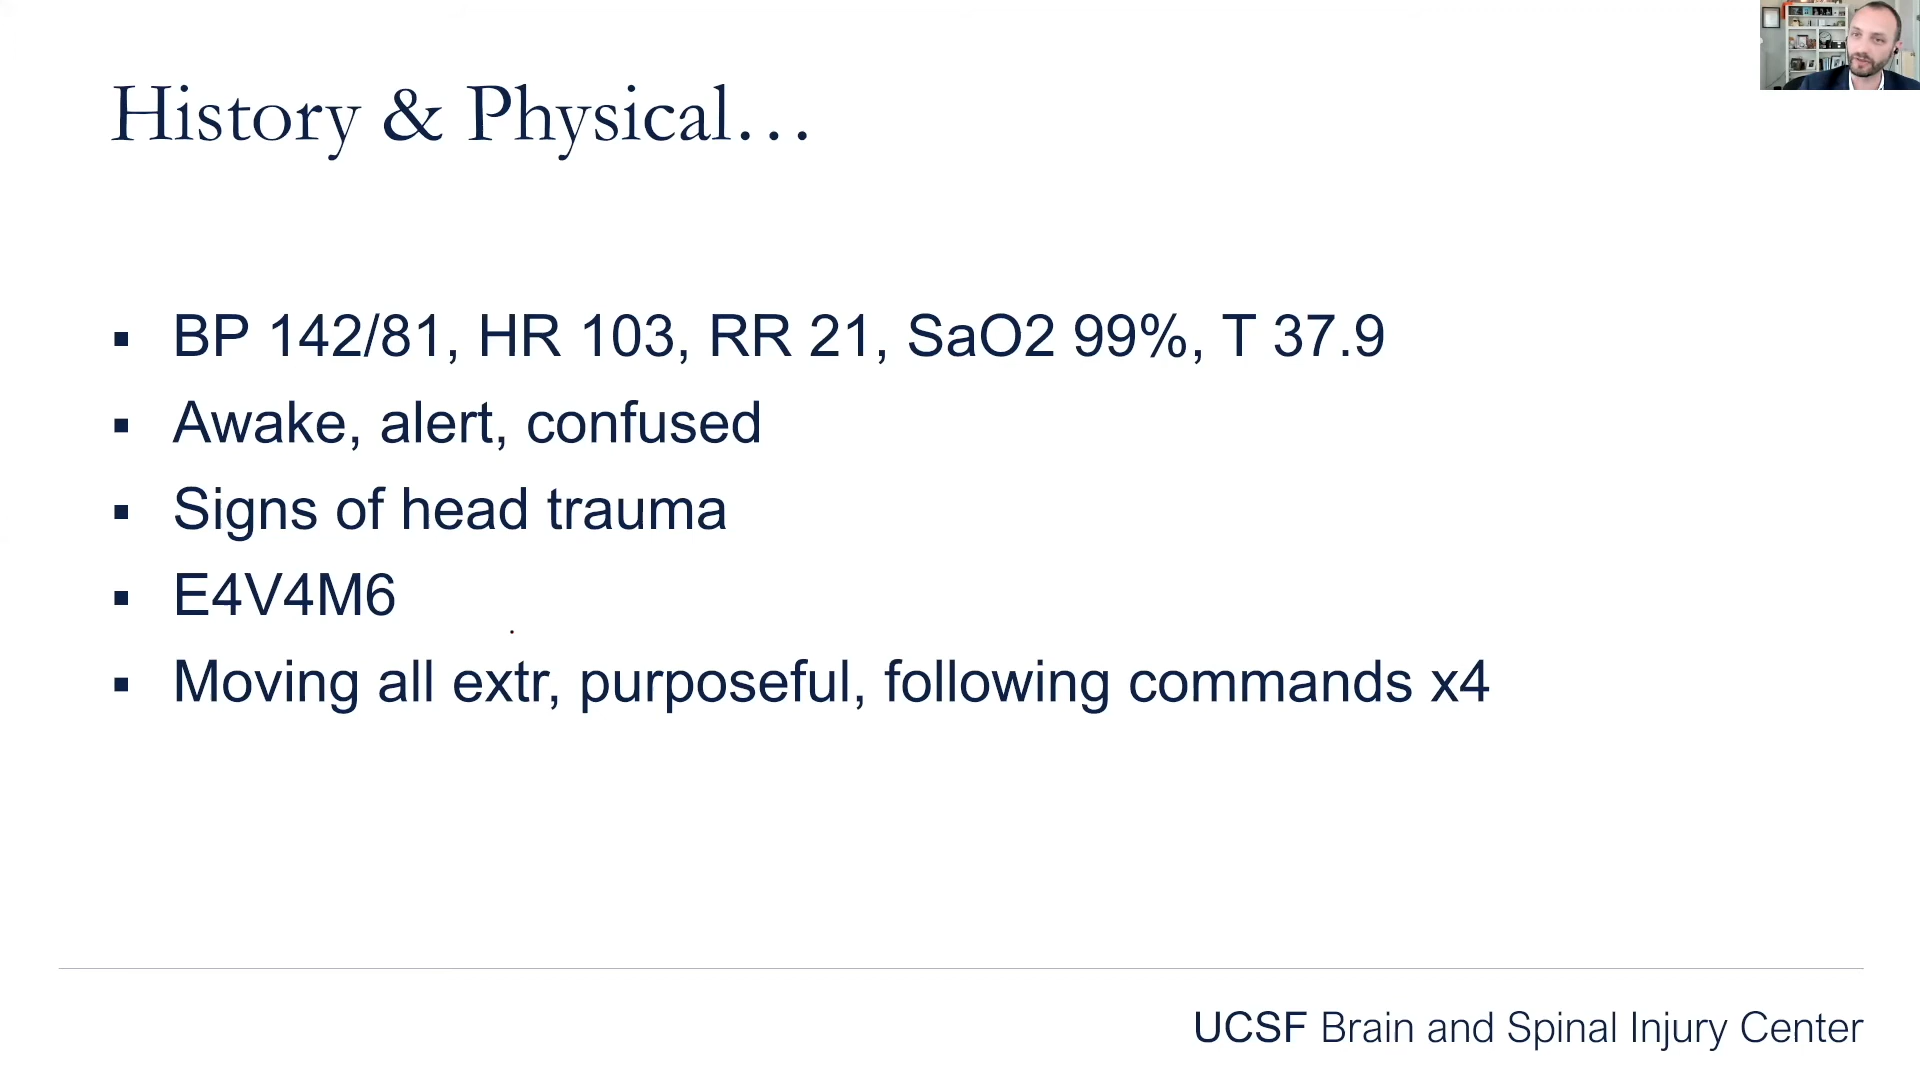 History & Physical…
▪ BP 142/81, HR 103, RR 21, SaO2 99%, T 37.9
▪ Awake, alert, confused
▪ Signs of head trauma
▪ E4V4M6
▪ Moving all extr, purposeful, following commands x4
UCSF Brain and Spinal Injury Center